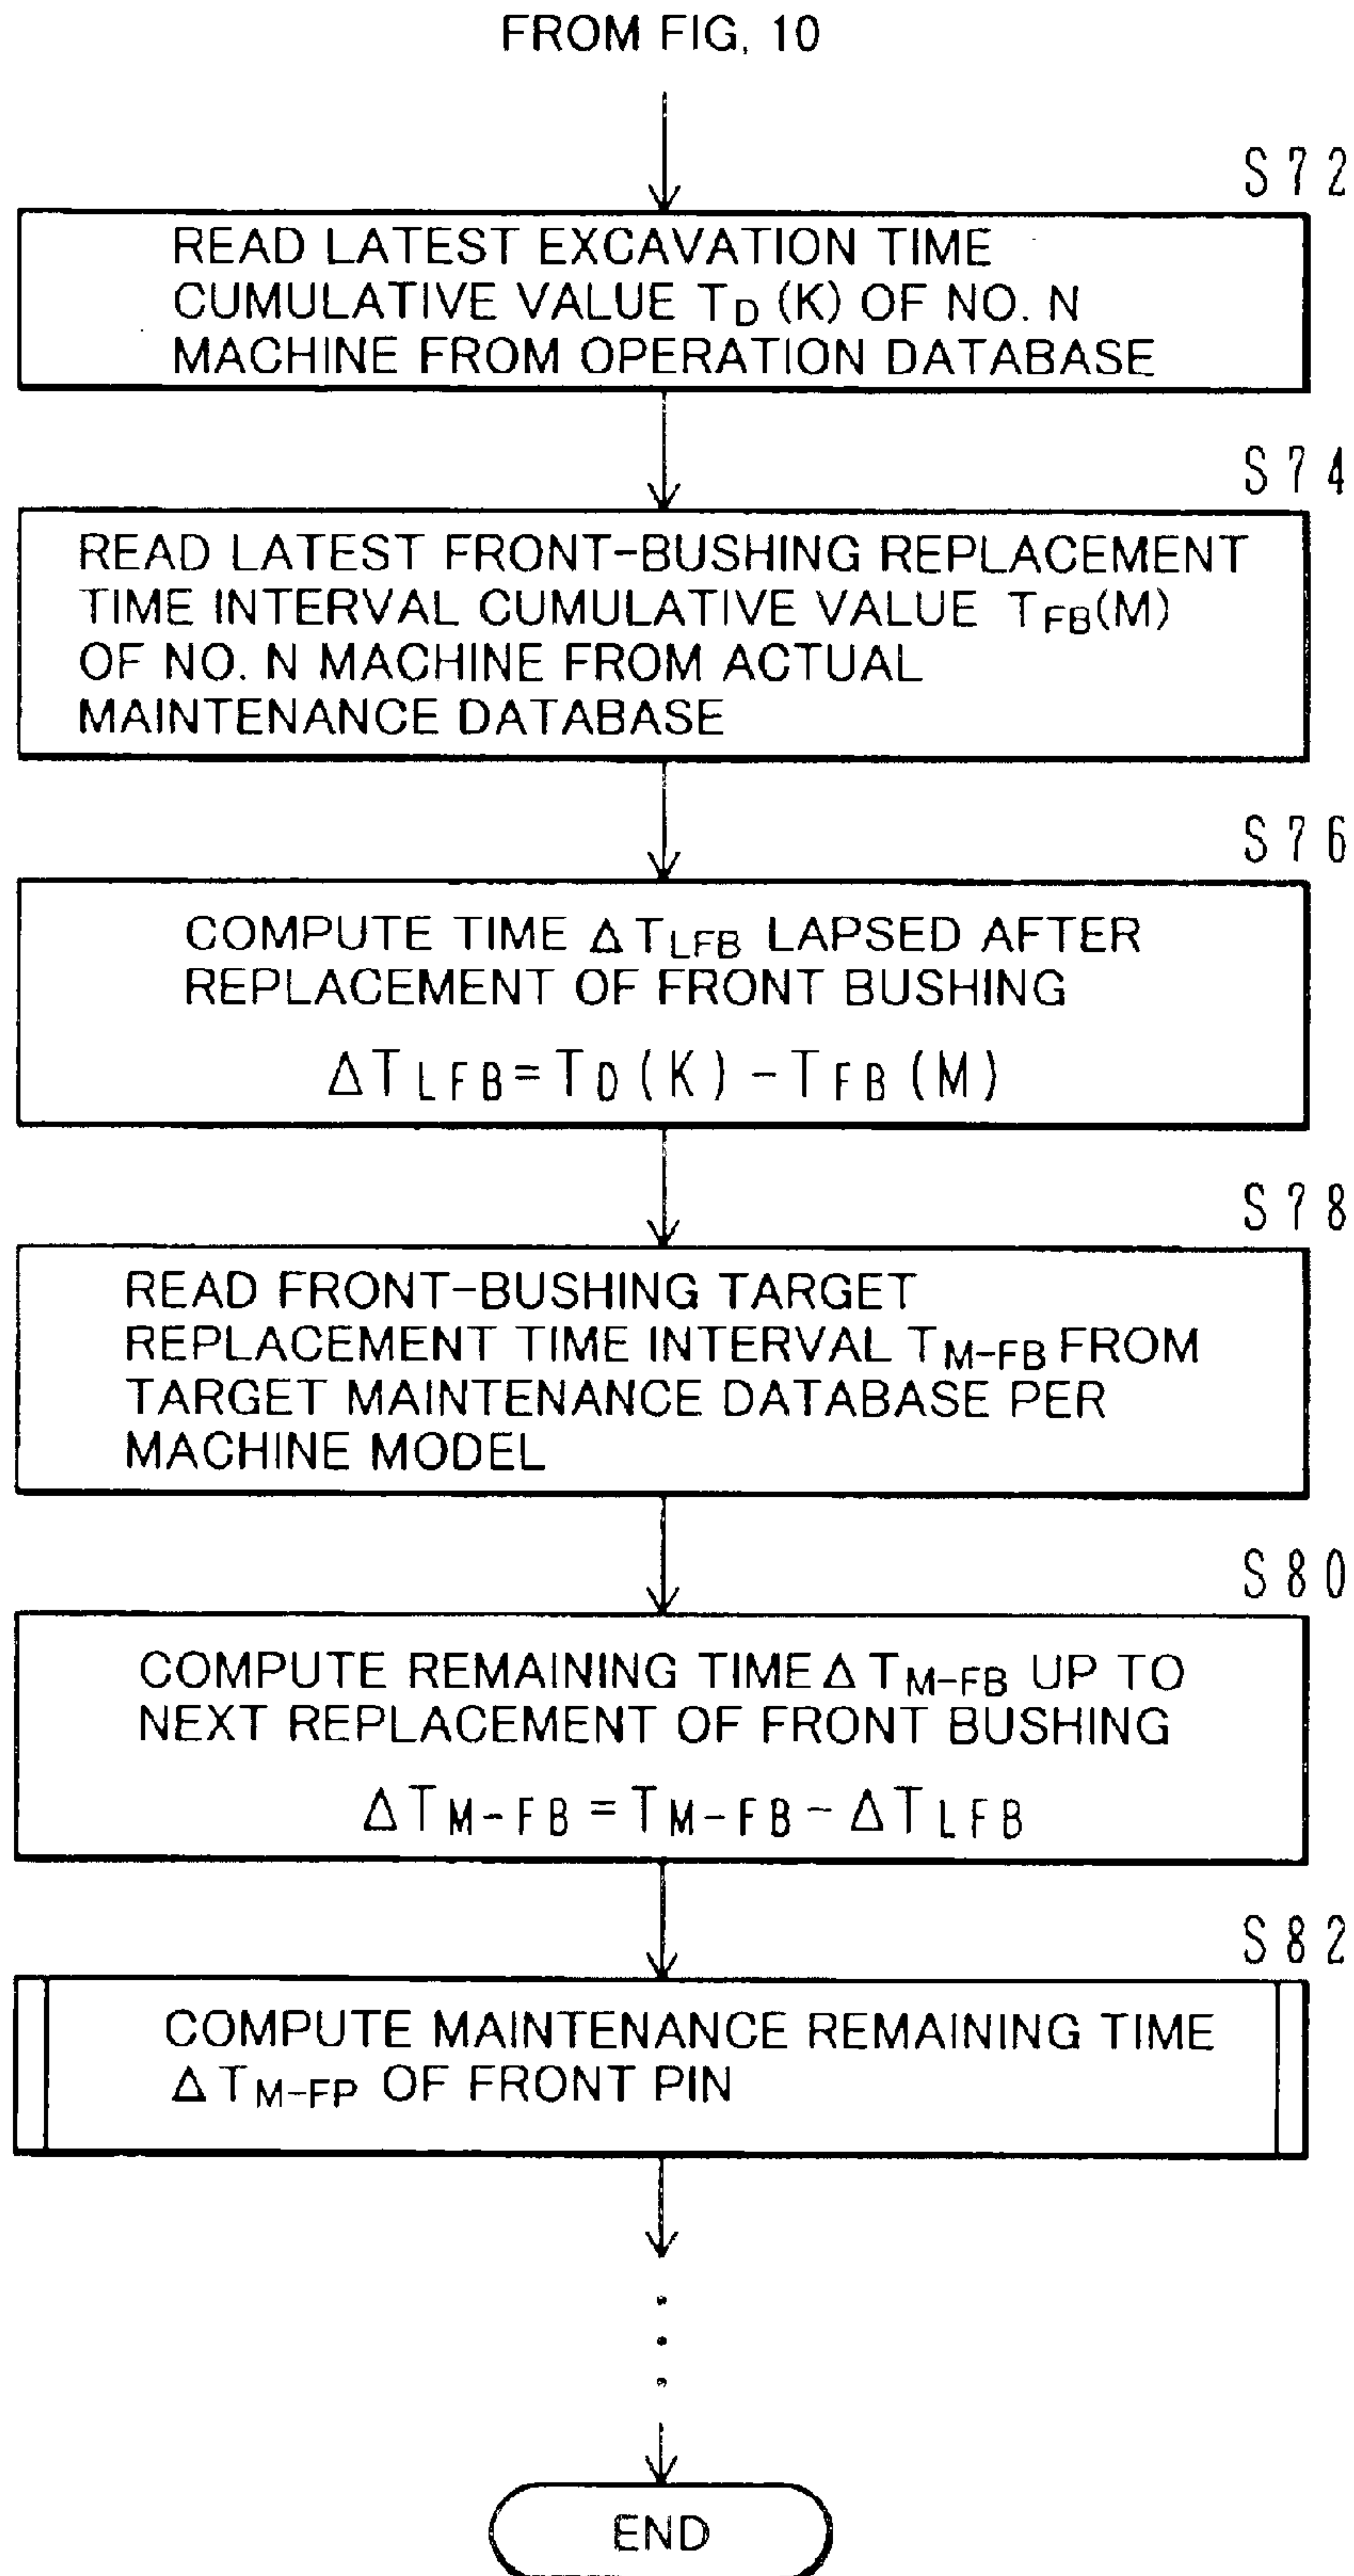 FROM FIG. 10
S72
READ LATEST EXCAVATION TIME
CUMULATIVE VALUE TD (K) OF NO. N
MACHINE FROM OPERATION DATABASE
S74
READ LATEST FRONT-BUSHING REPLACEMENT
TIME INTERVAL CUMULATIVE VALUE TFB(M)
OF NO. N MACHINE FROM ACTUAL
MAINTENANCE DATABASE
S76
COMPUTE TIME ΔTLFB LAPSED AFTER
REPLACEMENT OF FRONT BUSHING
ΔTLFB=TD(K)-TFB(M)
S78
READ FRONT-BUSHING TARGET
REPLACEMENT TIME INTERVAL TM-FB FROM
TARGET MAINTENANCE DATABASE PER
MACHINE MODEL
S80
COMPUTE REMAINING TIME ΔTM-FB UP TO
NEXT REPLACEMENT OF FRONT BUSHING
ΔTM-FB=TM-FB-ΔTLFB
S82
COMPUTE MAINTENANCE REMAINING TIME
ΔTM-FP OF FRONT PIN
END